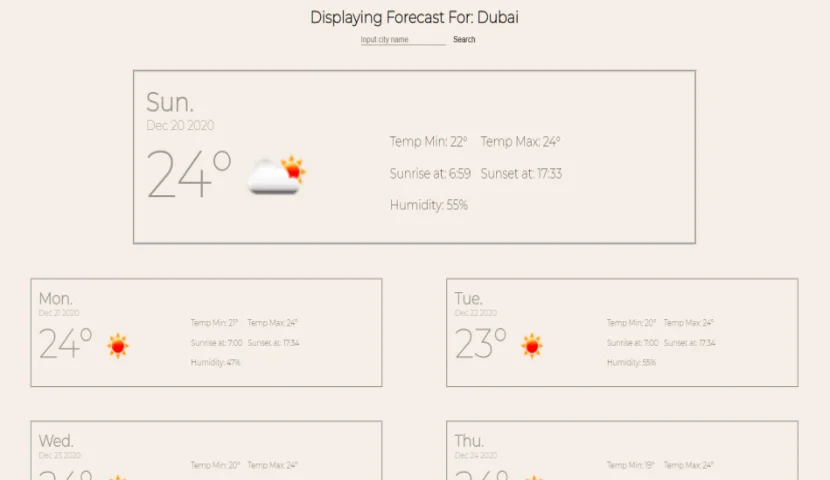 Displaying Forecast For: Dubai
Input city name Search
Sun.
Dec 20 2020
24°
Temp Min: 22° Temp Max: 24°
Sunrise at: 6:59 Sunset at: 17:33
Humidity: 55%
Mon.
Dec 21 2020
24°
Temp Min: 21° Temp Max: 24°
Sunrise at: 7:00 Sunset at: 17:34
Humidity: 47%
Tue.
Dec 22 2020
23°
Temp Min: 20° Temp Max: 24°
Sunrise at: 7:00 Sunset at: 17:34
Humidity: 55%
Wed.
Dec 23 2020
24°
Temp Min: 20° Temp Max: 24°
Thu.
Dec 24 2020
24°
Temp Min: 19° Temp Max: 24°